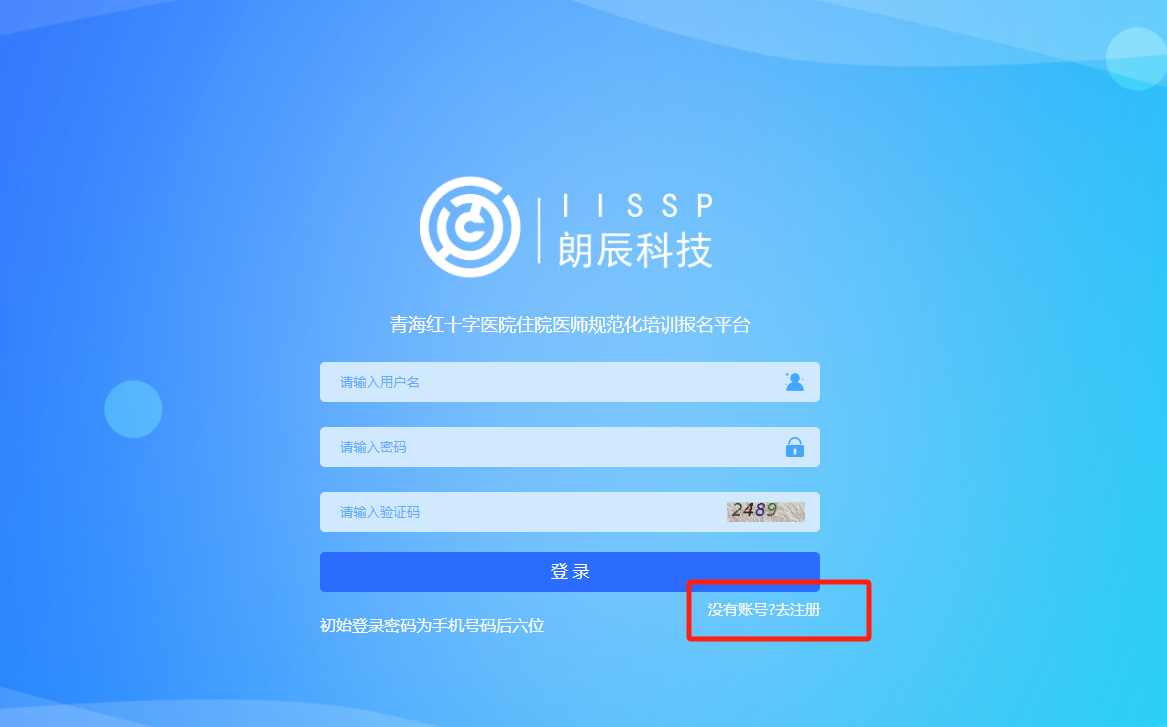 IISSP
朗辰科技
青海红十字医院住院医师规范化培训报名平台
请输入用户名
请输入密码
请输入验证码
2489
登录
没有账号?去注册
初始登录密码为手机号码后六位